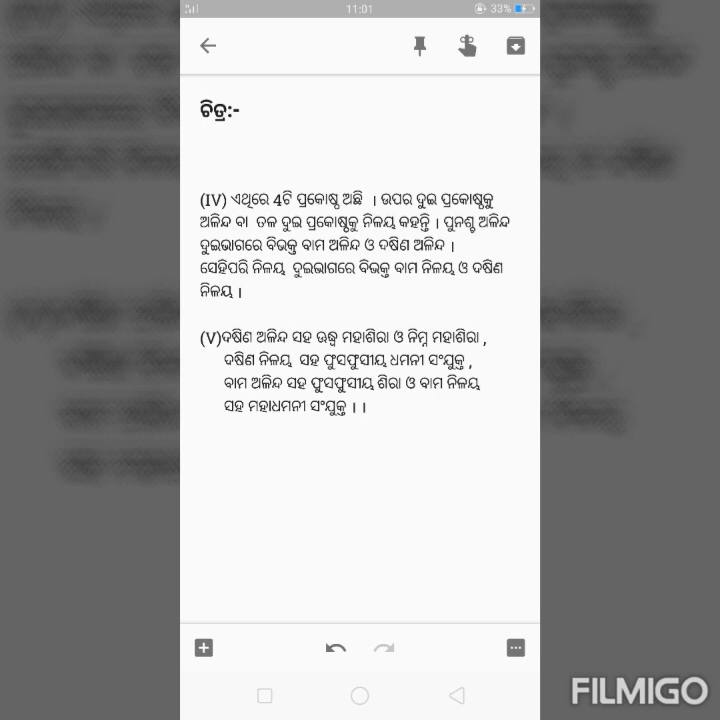 11:01
33%
ଚିତ୍ର:-
(IV) ଏଥିରେ 4ଟି ପ୍ରକୋଷ୍ଠ ଅଛି । ଉପର ଦୁଇ ପ୍ରକୋଷ୍ଠକୁ
ଅଳିନ୍ଦ ବା ତଳ ଦୁଇ ପ୍ରକୋଷ୍ଠକୁ ନିଳୟ କହନ୍ତି । ପୁନଶ୍ଚ ଅଳିନ୍ଦ
ଦୁଇଭାଗରେ ବିଭକ୍ତ ବାମ ଅଳିନ୍ଦ ଓ ଦକ୍ଷିଣ ଅଳିନ୍ଦ ।
ସେହିପରି ନିଳୟ ଦୁଇଭାଗରେ ବିଭକ୍ତ ବାମ ନିଳୟ ଓ ଦକ୍ଷିଣ
ନିଳୟ ।
(V)ଦକ୍ଷିଣ ଅଳିନ୍ଦ ସହ ଊର୍ଦ୍ଧ୍ୱ ମହାଶିରା ଓ ନିମ୍ନ ମହାଶିରା ,
ଦକ୍ଷିଣ ନିଳୟ ସହ ଫୁସଫୁସୀୟ ଧମନୀ ସଂଯୁକ୍ତ ,
ବାମ ଅଳିନ୍ଦ ସହ ଫୁସଫୁସୀୟ ଶିରା ଓ ବାମ ନିଳୟ
ସହ ମହାଧମନୀ ସଂଯୁକ୍ତ । ।
FILMIGO